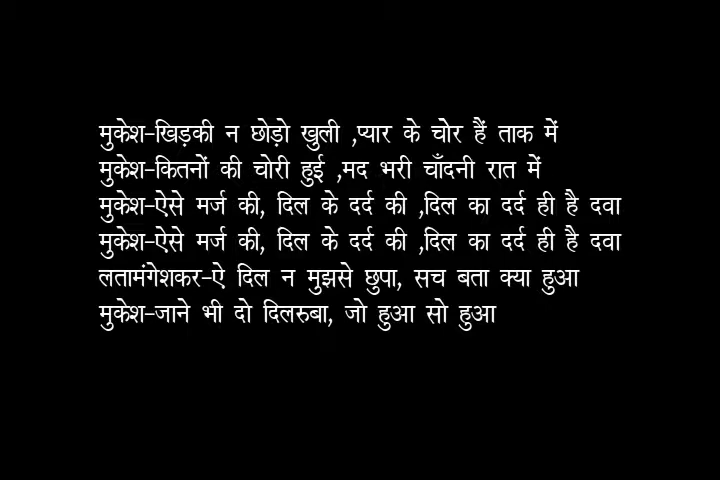 मुकेश-खिड़की न छोड़ो खुली ,प्यार के चोर हैं ताक में
मुकेश-कितनों की चोरी हुई ,मद भरी चाँदनी रात में
मुकेश-ऐसे मर्ज की, दिल के दर्द की ,दिल का दर्द ही है दवा
मुकेश-ऐसे मर्ज की, दिल के दर्द की ,दिल का दर्द ही है दवा
लतामंगेशकर-ऐ दिल न मुझसे छुपा, सच बता क्या हुआ
मुकेश-जाने भी दो दिलरुबा, जो हुआ सो हुआ